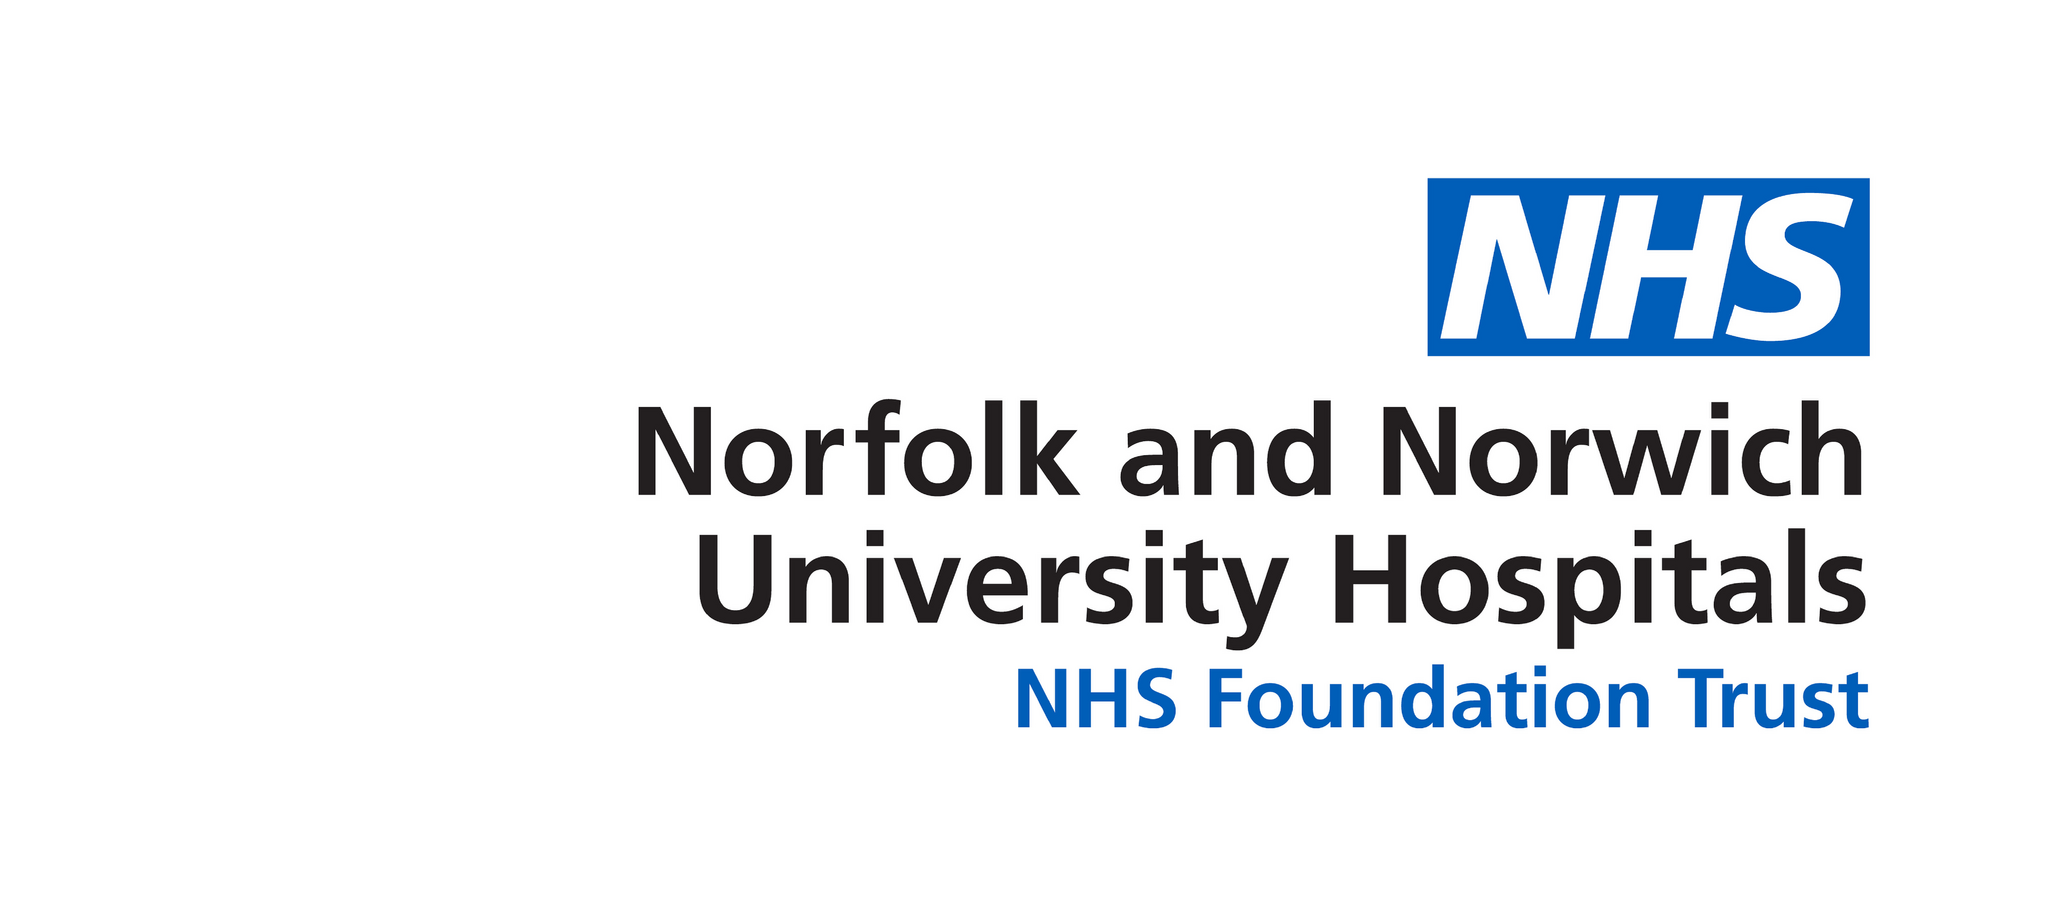 NHS
Norfolk and Norwich
University Hospitals
NHS Foundation Trust